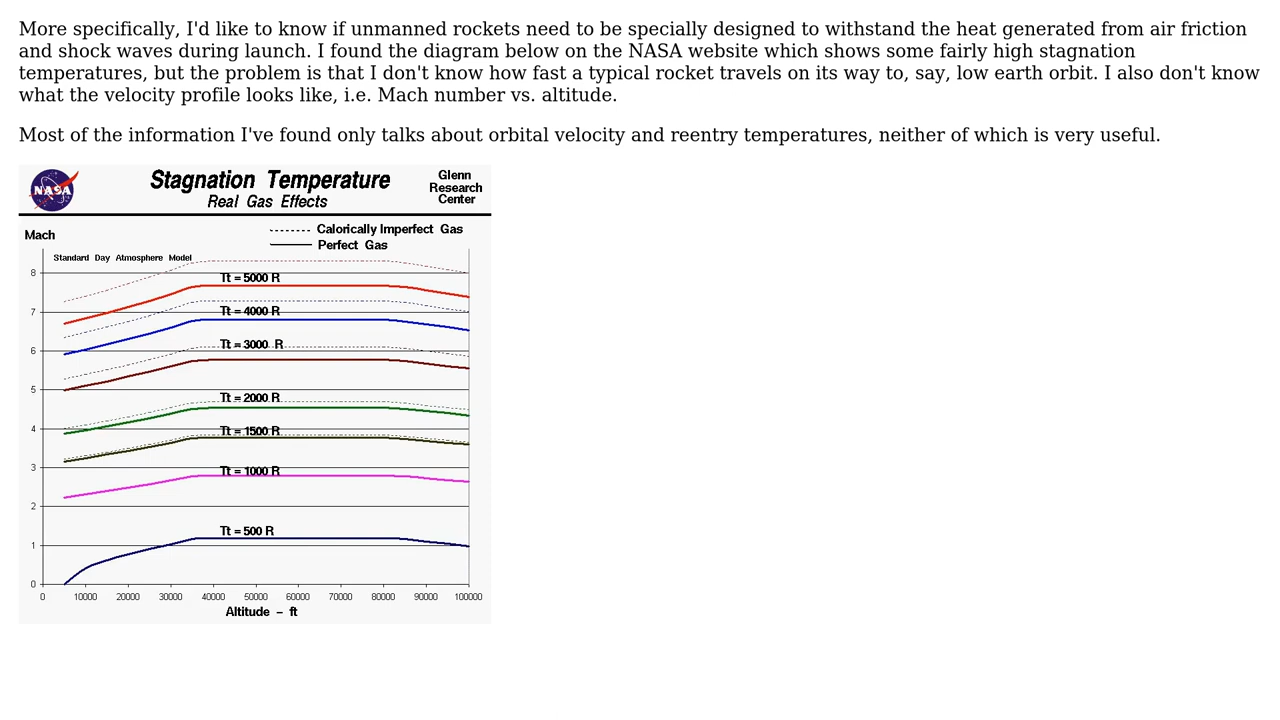 More specifically, I'd like to know if unmanned rockets need to be specially designed to withstand the heat generated from air friction
and shock waves during launch. I found the diagram below on the NASA website which shows some fairly high stagnation
temperatures, but the problem is that I don't know how fast a typical rocket travels on its way to, say, low earth orbit. I also don't know
what the velocity profile looks like, i.e. Mach number vs. altitude.
Most of the information I've found only talks about orbital velocity and reentry temperatures, neither of which is very useful.
NASA
Stagnation Temperature
Real Gas Effects
Glenn
Research
Center
Mach
Calorically Imperfect Gas
Perfect Gas
Standard Day Atmosphere Model
8
Tt = 5000 R
7
Tt = 4000 R
6
Tt = 3000 R
5
Tt = 2000 R
4
Tt = 1500 R
3
Tt = 1000 R
2
Tt = 500 R
1
0
0 10000 20000 30000 40000 50000 60000 70000 80000 90000 100000
Altitude - ft